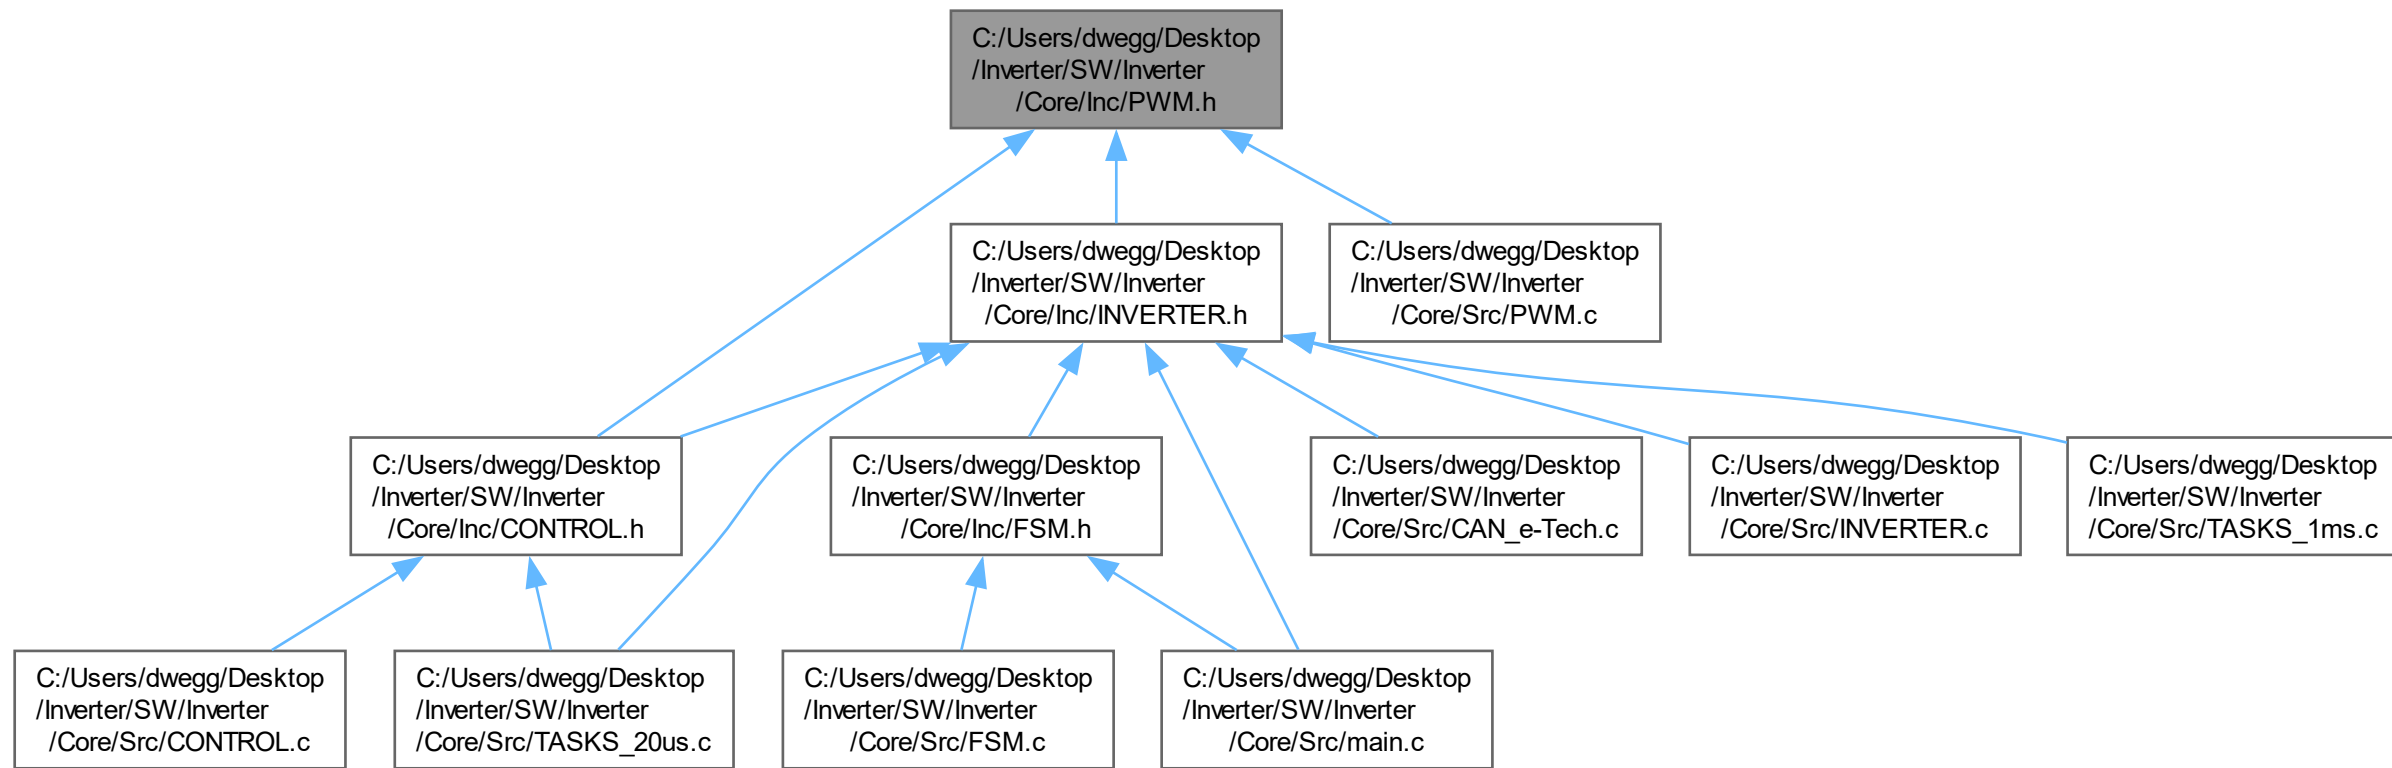 C:/Users/dwegg/Desktop
/Inverter/SW/Inverter
/Core/Inc/PWM.h
C:/Users/dwegg/Desktop
/Inverter/SW/Inverter
/Core/Inc/INVERTER.h
C:/Users/dwegg/Desktop
/Inverter/SW/Inverter
/Core/Src/PWM.c
C:/Users/dwegg/Desktop
/Inverter/SW/Inverter
/Core/Inc/CONTROL.h
C:/Users/dwegg/Desktop
/Inverter/SW/Inverter
/Core/Inc/FSM.h
C:/Users/dwegg/Desktop
/Inverter/SW/Inverter
/Core/Src/CAN_e-Tech.c
C:/Users/dwegg/Desktop
/Inverter/SW/Inverter
/Core/Src/INVERTER.c
C:/Users/dwegg/Desktop
/Inverter/SW/Inverter
/Core/Src/TASKS_1ms.c
C:/Users/dwegg/Desktop
/Inverter/SW/Inverter
/Core/Src/CONTROL.c
C:/Users/dwegg/Desktop
/Inverter/SW/Inverter
/Core/Src/TASKS_20us.c
C:/Users/dwegg/Desktop
/Inverter/SW/Inverter
/Core/Src/FSM.c
C:/Users/dwegg/Desktop
/Inverter/SW/Inverter
/Core/Src/main.c